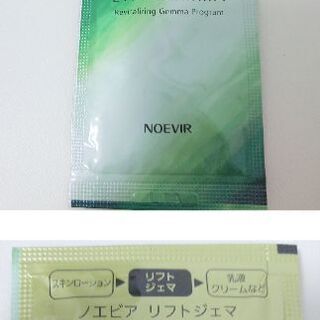 Revitalizing Gemma Program
NOEVIR
スキンローション
リフト
ジェマ
乳液
クリームなど
ノエビア リフトジェマ